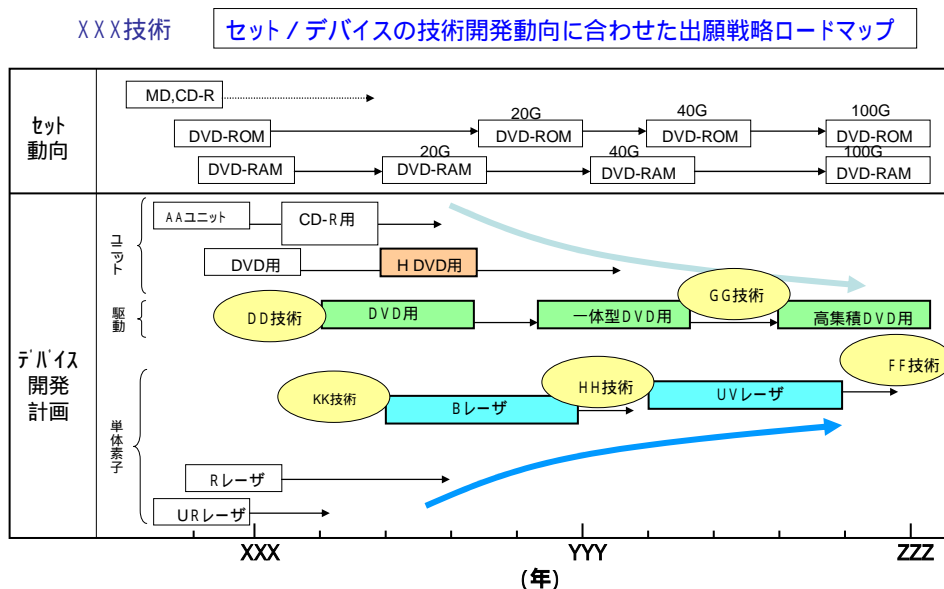 XXX技術
セット/デバイスの技術開発動向に合わせた出願戦略ロードマップ
セット
動向
MD,CD-R
DVD-ROM
20G
DVD-ROM
40G
DVD-ROM
100G
DVD-ROM
DVD-RAM
20G
DVD-RAM
40G
DVD-RAM
100G
DVD-RAM
デバイス
開発
計画
ユニット
AAユニット
CD-R用
DVD用
H DVD用
駆動
DD技術
DVD用
一体型DVD用
GG技術
高集積DVD用
単体素子
KK技術
Bレーザ
HH技術
UVレーザ
FF技術
Rレーザ
URレーザ
XXX
YYY
ZZZ
(年)